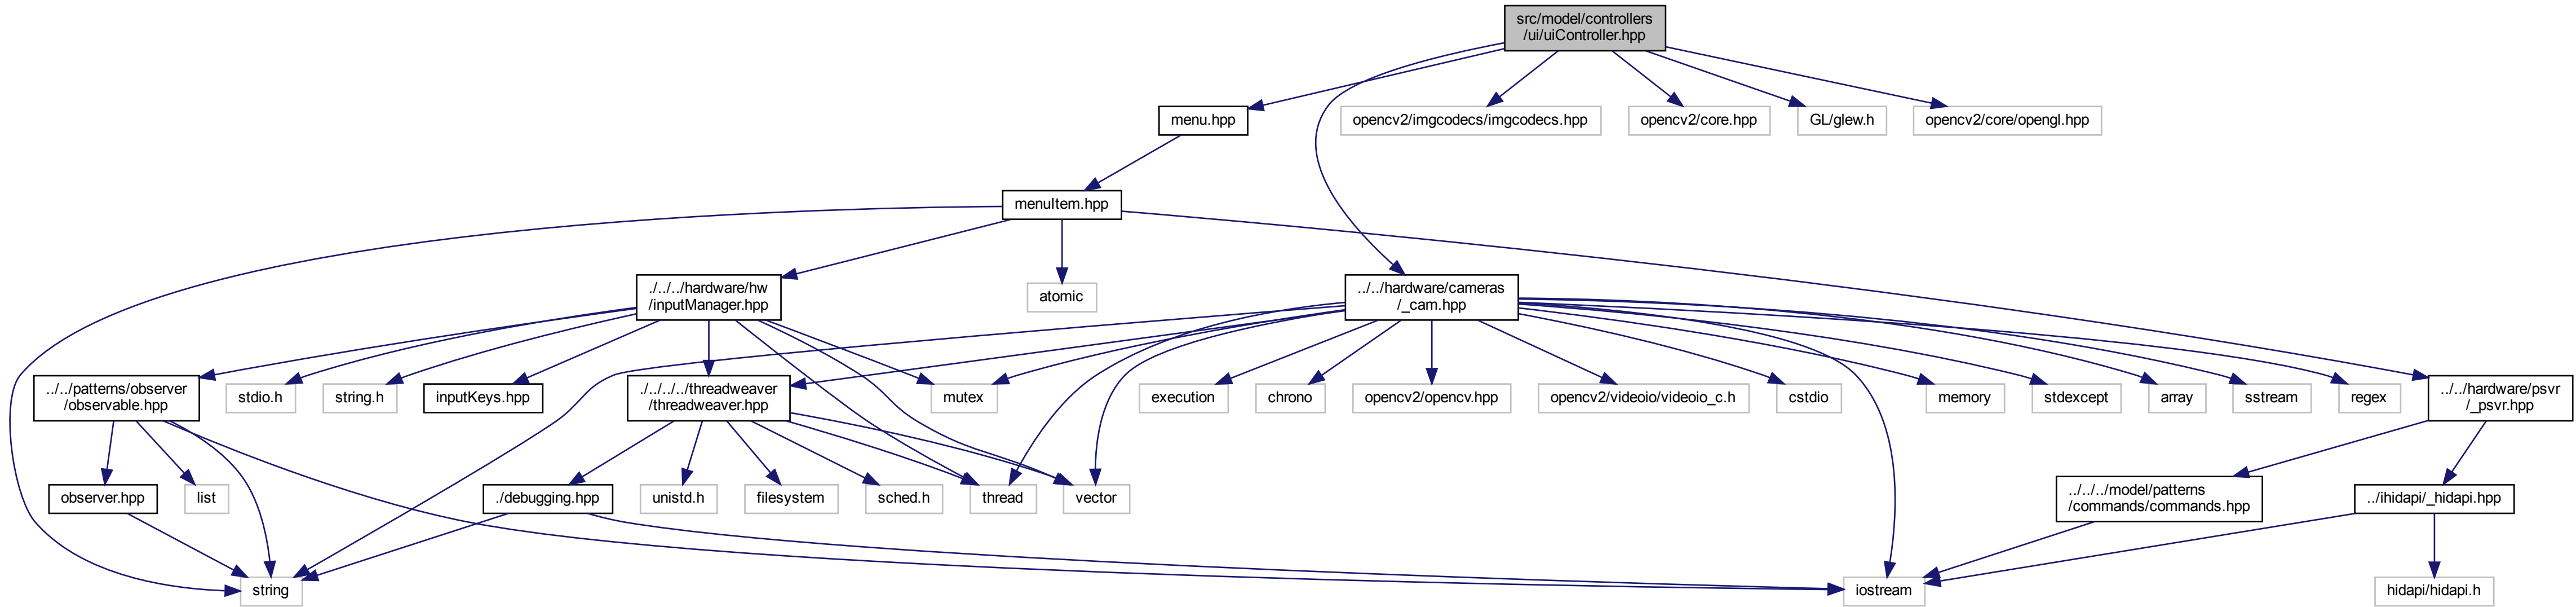 src/model/controllers
/ui/uiController.hpp
menu.hpp
opencv2/imgcodecs/imgcodecs.hpp
opencv2/core.hpp
GL/glew.h
opencv2/core/opengl.hpp
menuItem.hpp
./../../hardware/hw
/inputManager.hpp
atomic
../../hardware/cameras
/_cam.hpp
../../patterns/observer
/observable.hpp
stdio.h
string.h
inputKeys.hpp
./../../../threadweaver
/threadweaver.hpp
mutex
execution
chrono
opencv2/opencv.hpp
opencv2/videoio/videoio_c.h
cstdio
memory
stdexcept
array
sstream
regex
../../hardware/psvr
/_psvr.hpp
observer.hpp
list
./debugging.hpp
unistd.h
filesystem
sched.h
thread
vector
../../../model/patterns
/commands/commands.hpp
../ihidapi/_hidapi.hpp
string
iostream
hidapi/hidapi.h